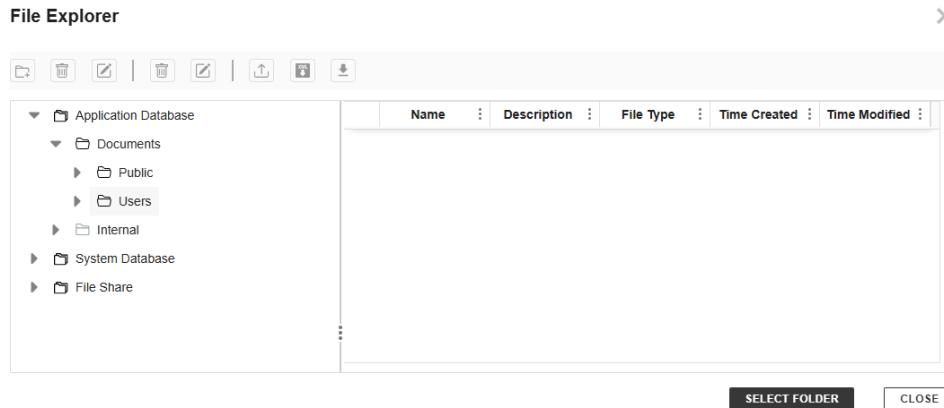 File Explorer
Name Description File Type Time Created Time Modified
Application Database
Documents
Public
Users
Internal
System Database
File Share
SELECT FOLDER CLOSE